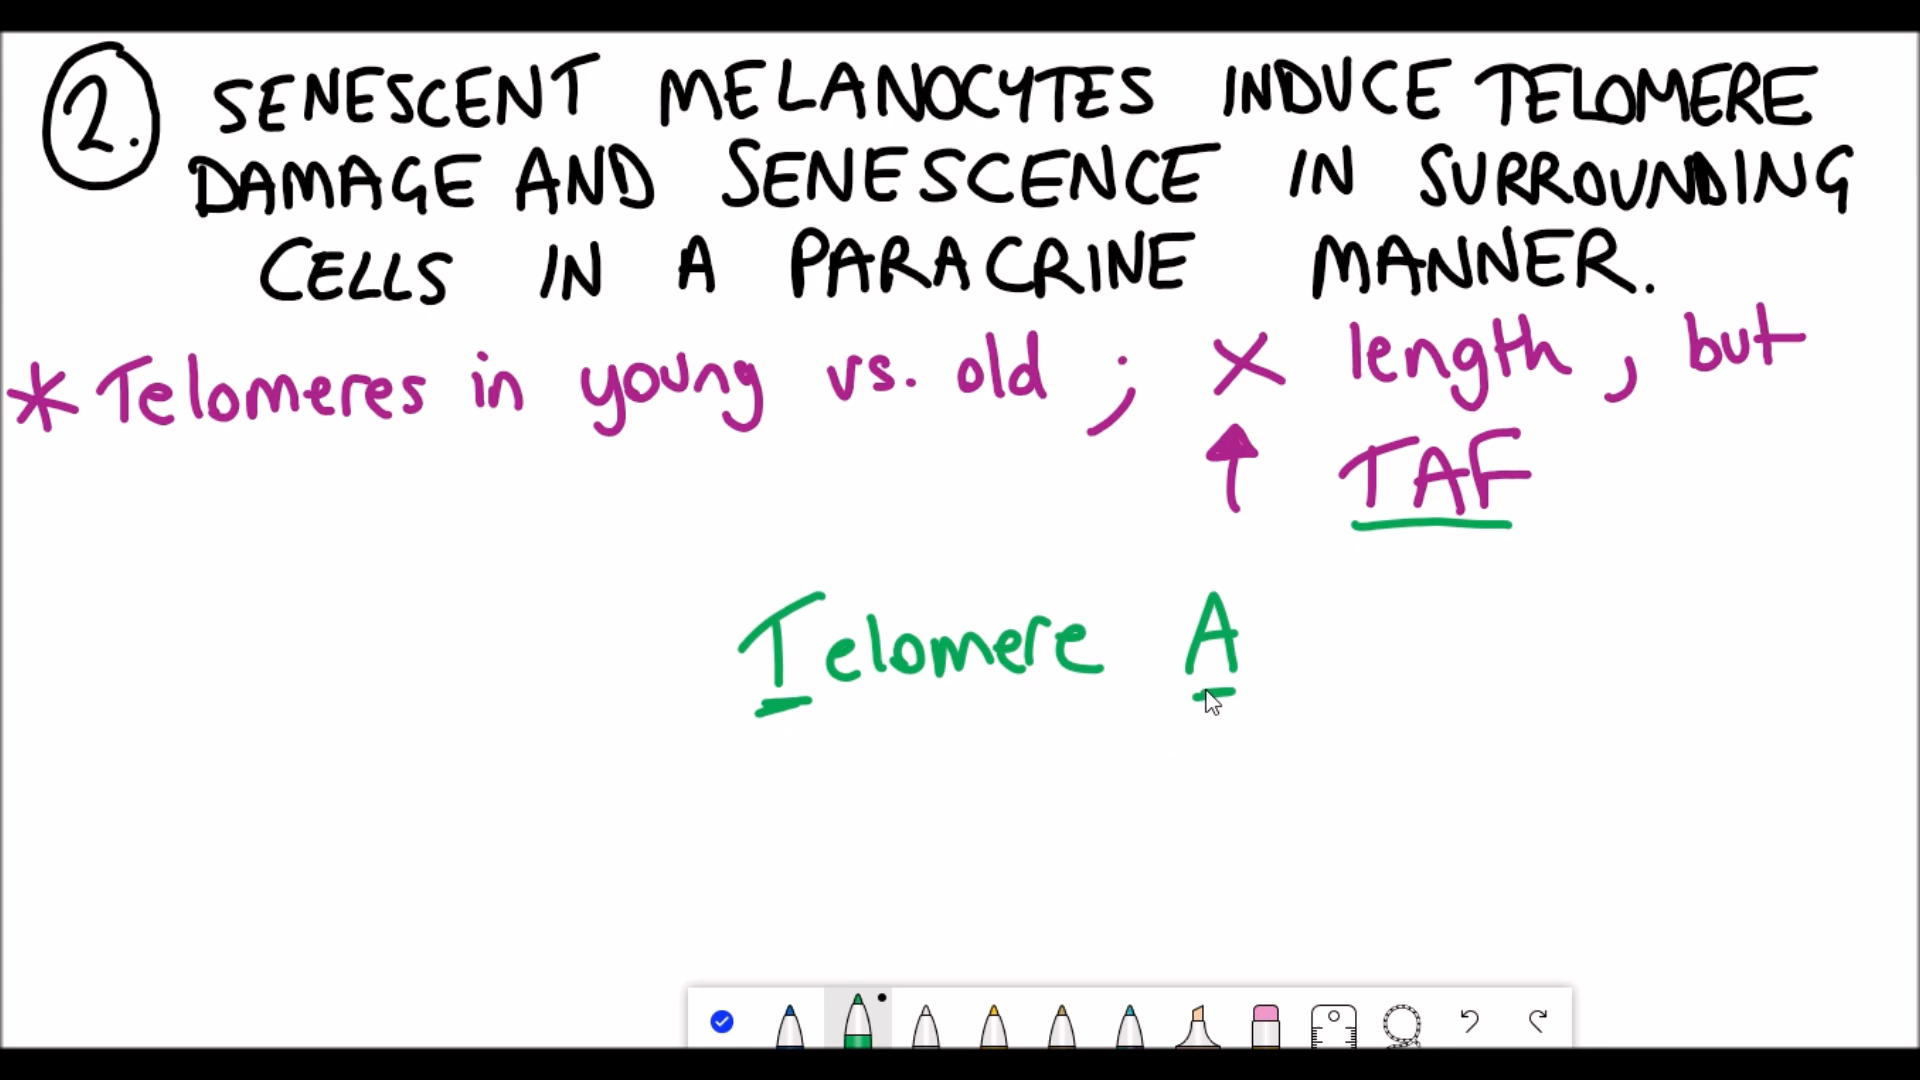 2. SENESCENT MELANOCYTES INDUCE TELOMERE
DAMAGE AND SENESCENCE IN SURROUNDING
CELLS IN A PARACRINE MANNER.
* Telomeres in young vs. old ; X length, but
↑ TAF
Telomere A